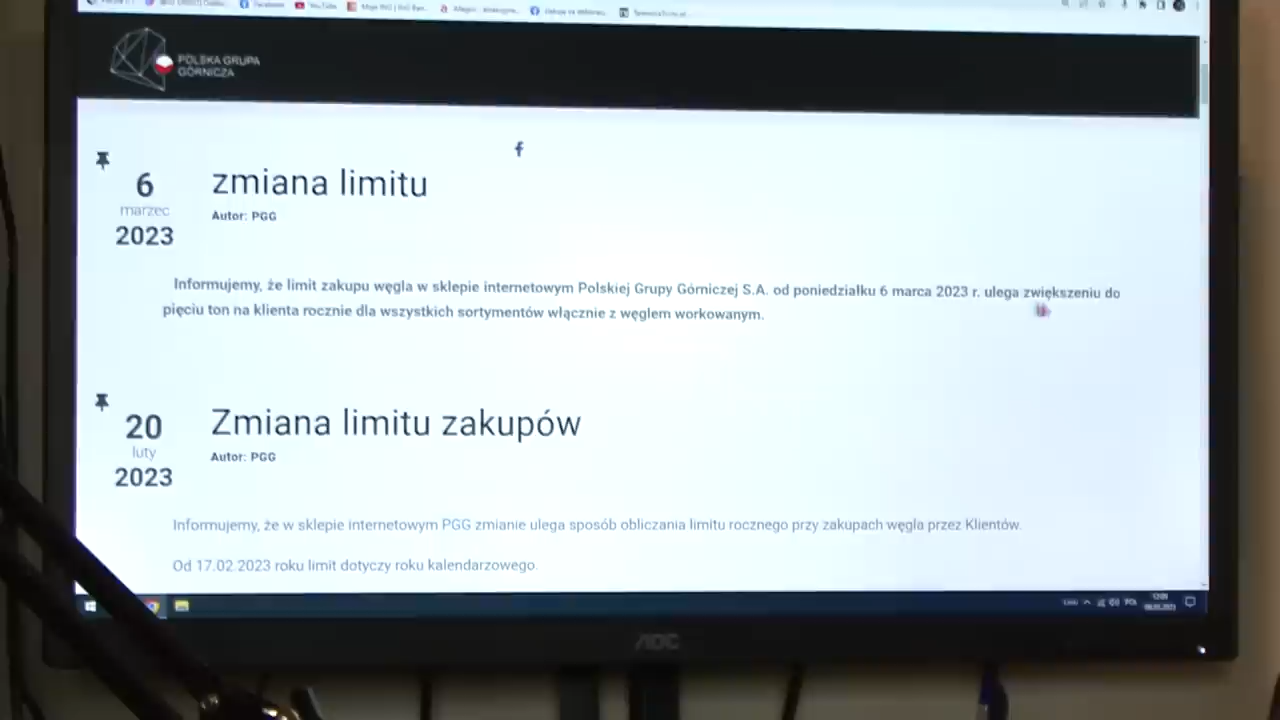 Facebook
YouTube
POLSKA GRUPA
GÓRNICZA
6
marzec
2023
zmiana limitu
Autor: PGG
Informujemy, że limit zakupu węgla w sklepie internetowym Polskiej Grupy Górniczej S.A. od poniedziałku 6 marca 2023 r. ulega zwiększeniu do
pięciu ton na klienta rocznie dla wszystkich sortymentów włącznie z węglem workowanym.
20
luty
2023
Zmiana limitu zakupów
Autor: PGG
Informujemy, że w sklepie internetowym PGG zmianie ulega sposób obliczania limitu rocznego przy zakupach węgla przez Klientów.
Od 17.02.2023 roku limit dotyczy roku kalendarzowego.
AOC